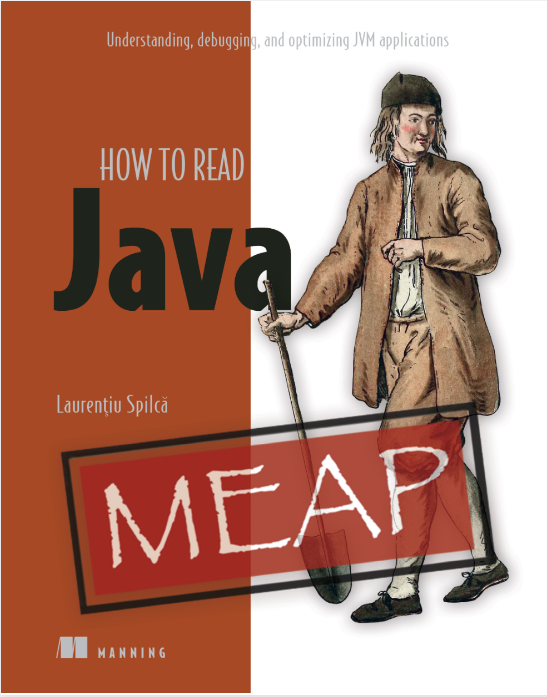 Understanding, debugging, and optimizing JVM applications
HOW TO READ
Java
Laurențiu Spilcă
MEAP
MANNING